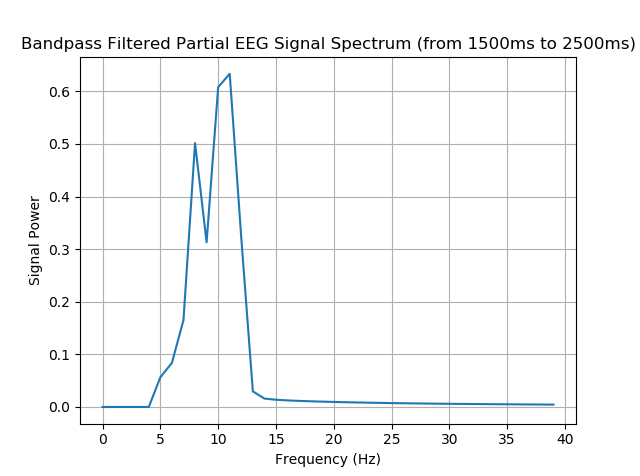 Bandpass Filtered Partial EEG Signal Spectrum (from 1500ms to 2500ms)
0.6
0.5
0.4
0.3
0.2
0.1
0.0
Signal Power
0 5 10 15 20 25 30 35 40
Frequency (Hz)